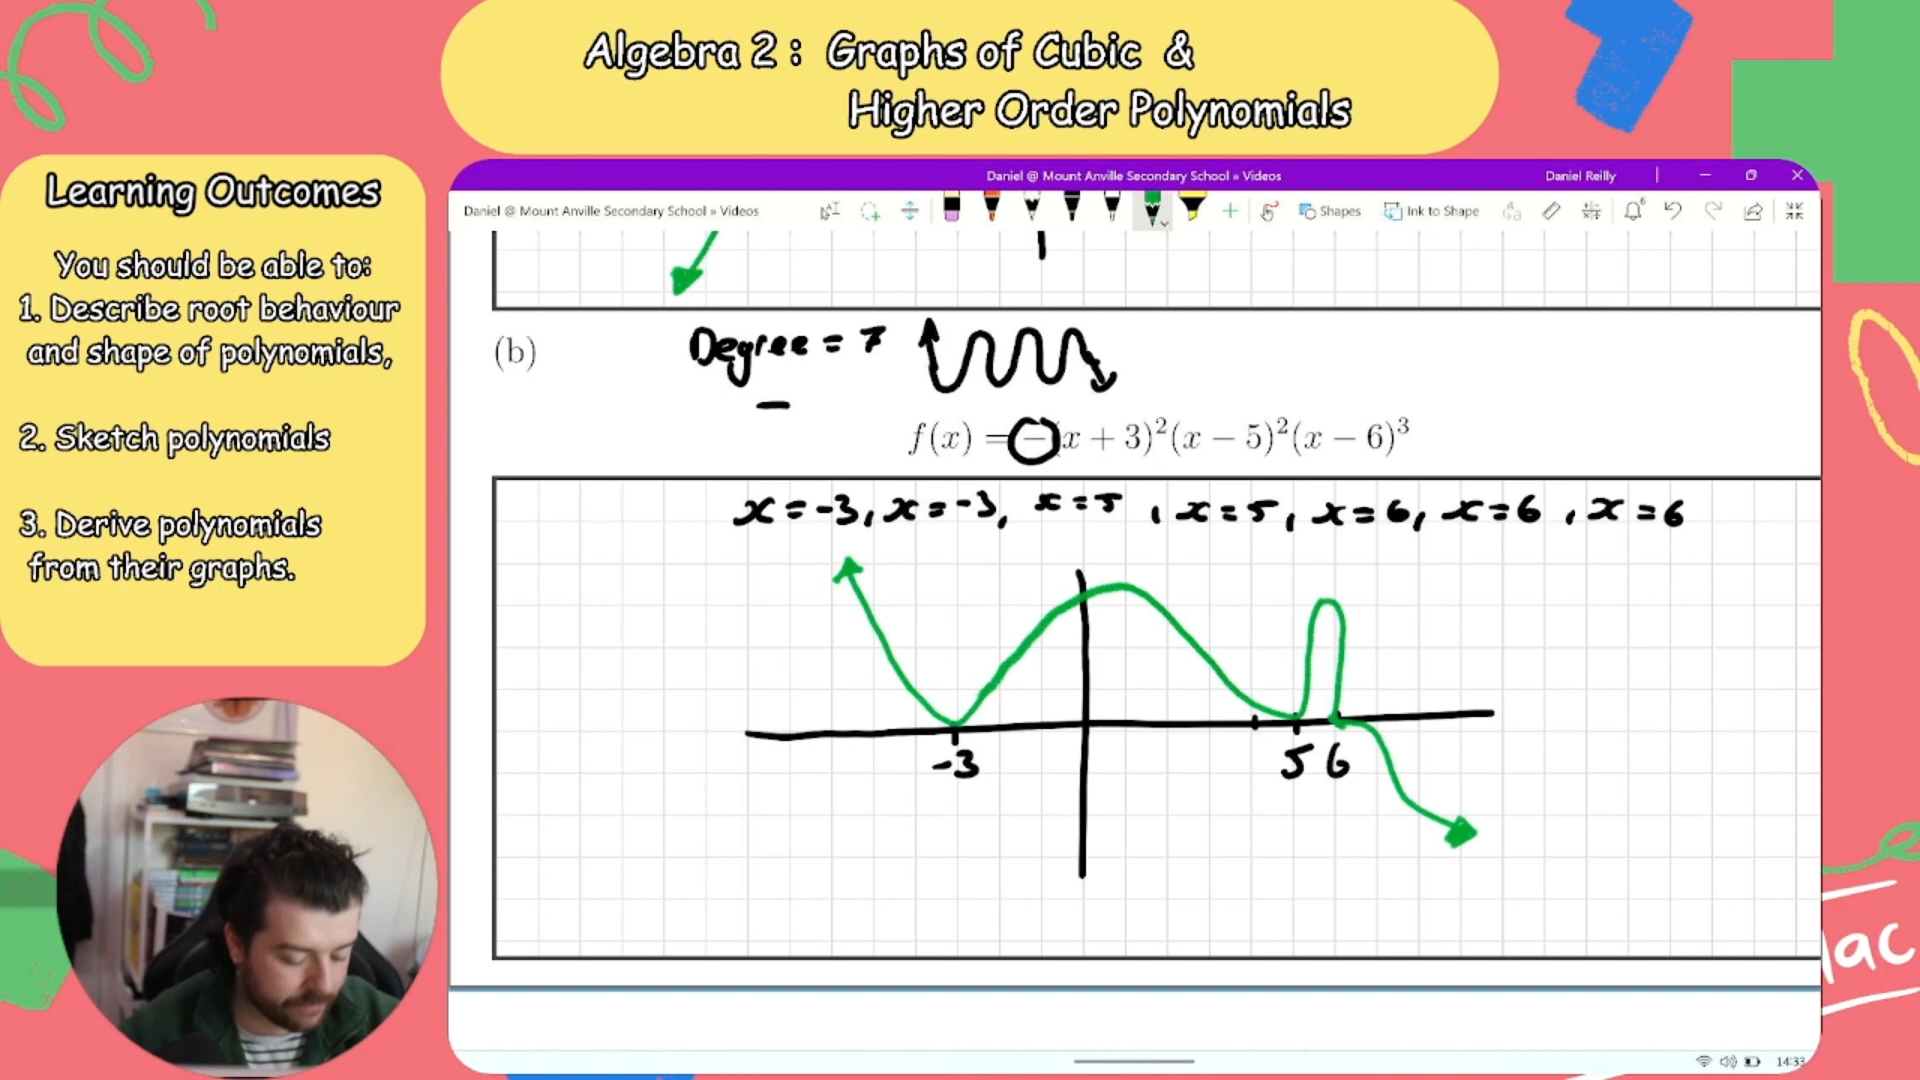 Algebra 2 : Graphs of Cubic &
Higher Order Polynomials
Learning Outcomes
You should be able to:
1. Describe root behaviour
and shape of polynomials,
2. Sketch polynomials
3. Derive polynomials
from their graphs.
Daniel @ Mount Anville Secondary School » Videos
Daniel Reilly
Daniel @ Mount Anville Secondary School » Videos
Shapes
Ink to Shape
6
(b)
Degree = 7
−
f(x) = −(x + 3)²(x − 5)²(x − 6)³
x = -3, x = -3, x = 5, x = 5, x = 6, x = 6, x = 6
-3 5 6
lac
14:33